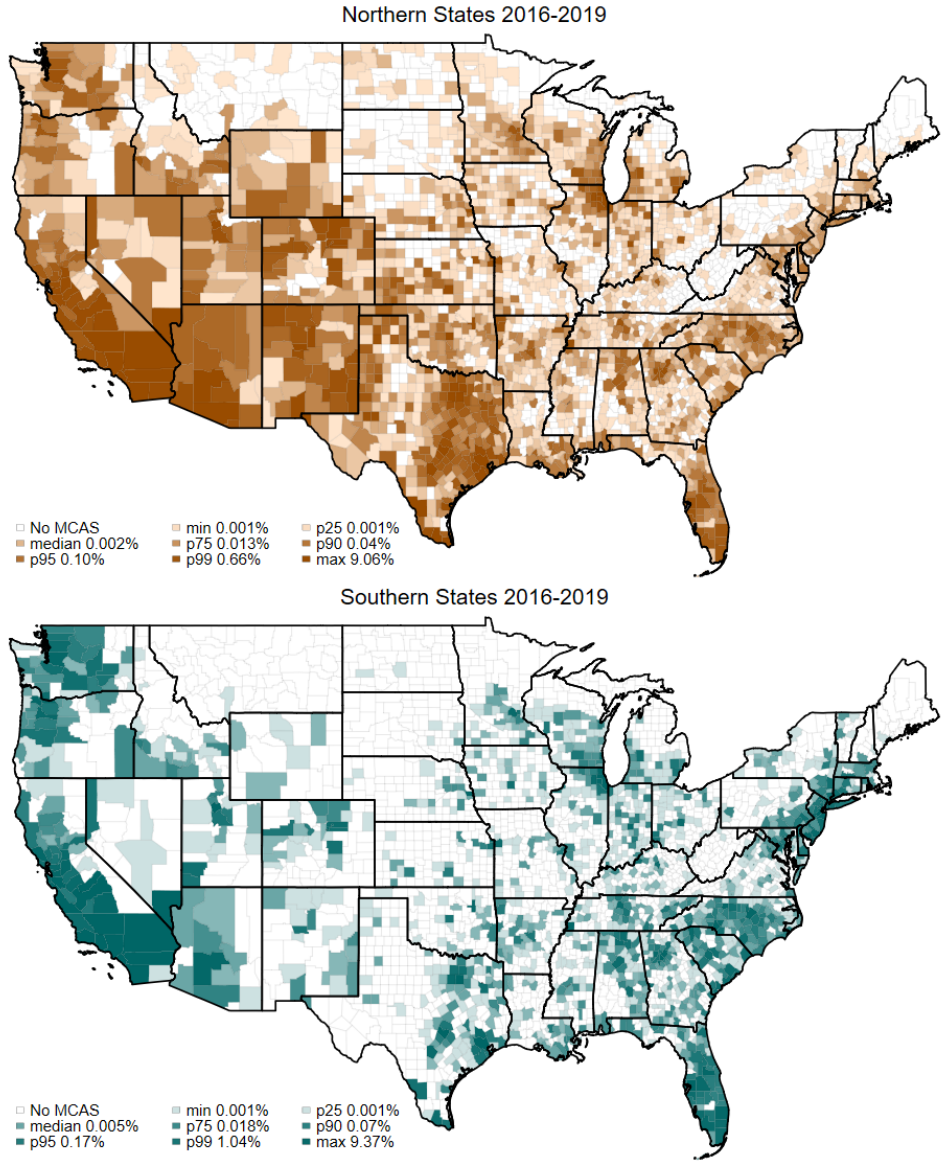 Northern States 2016-2019
No MCAS min 0.001% p25 0.001%
median 0.002% p75 0.013% p90 0.04%
p95 0.10% p99 0.66% max 9.06%
Southern States 2016-2019
No MCAS min 0.001% p25 0.001%
median 0.005% p75 0.018% p90 0.07%
p95 0.17% p99 1.04% max 9.37%